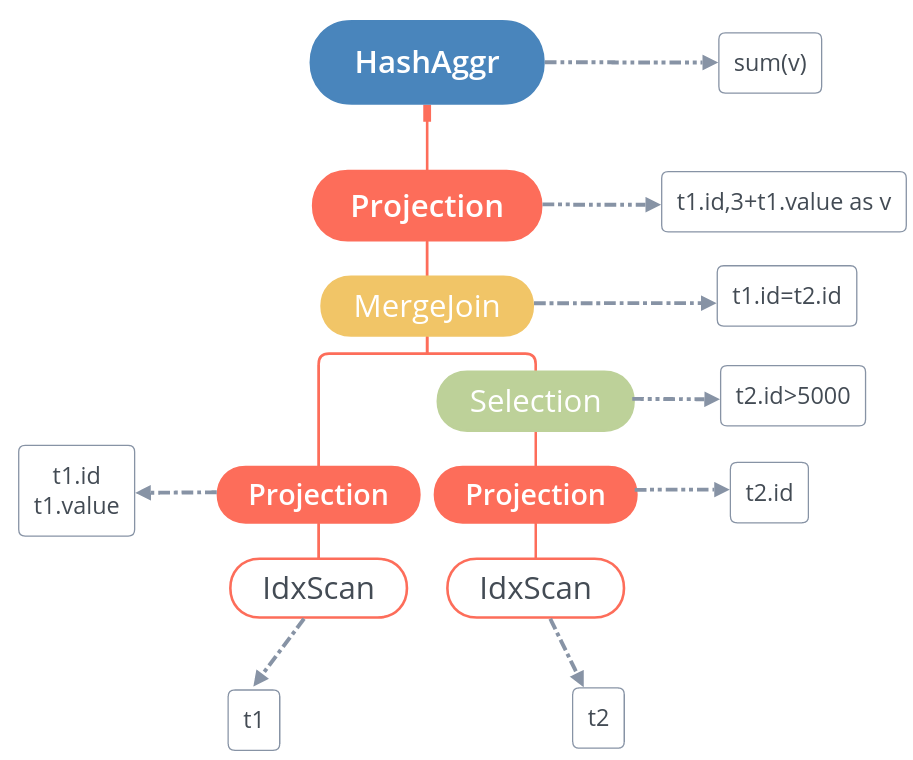 HashAggr
sum(v)
Projection
t1.id,3+t1.value as v
MergeJoin
t1.id=t2.id
Selection
t2.id>5000
t1.id
t1.value
Projection
Projection
t2.id
IdxScan
IdxScan
t1
t2